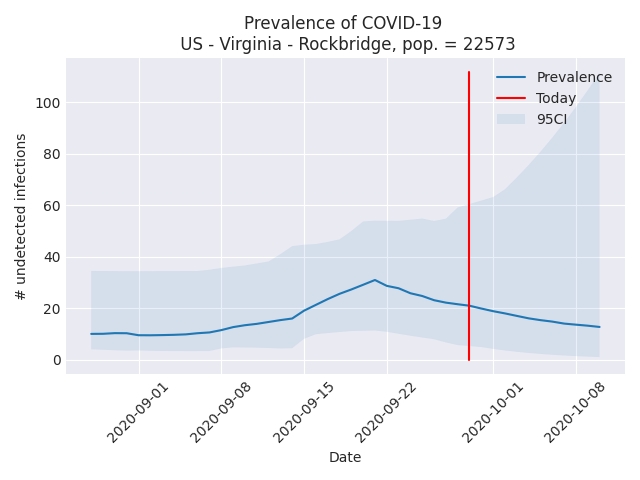 Prevalence of COVID-19
US - Virginia - Rockbridge, pop. = 22573
Prevalence
Today
95CI
100
80
60
40
20
0
# undetected infections
2020-09-01
2020-09-08
2020-09-15
2020-09-22
2020-10-01
2020-10-08
Date